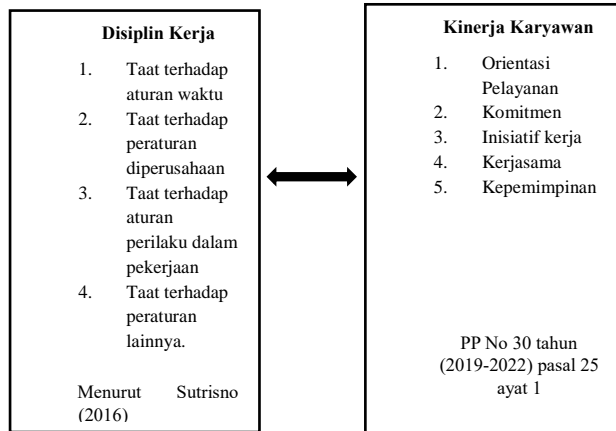 Disiplin Kerja
1. Taat terhadap
aturan waktu
2. Taat terhadap
peraturan
diperusahaan
3. Taat terhadap
aturan
perilaku dalam
pekerjaan
4. Taat terhadap
peraturan
lainnya.
Menurut Sutrisno
(2016)
Kinerja Karyawan
1. Orientasi
Pelayanan
2. Komitmen
3. Inisiatif kerja
4. Kerjasama
5. Kepemimpinan
PP No 30 tahun
(2019-2022) pasal 25
ayat 1